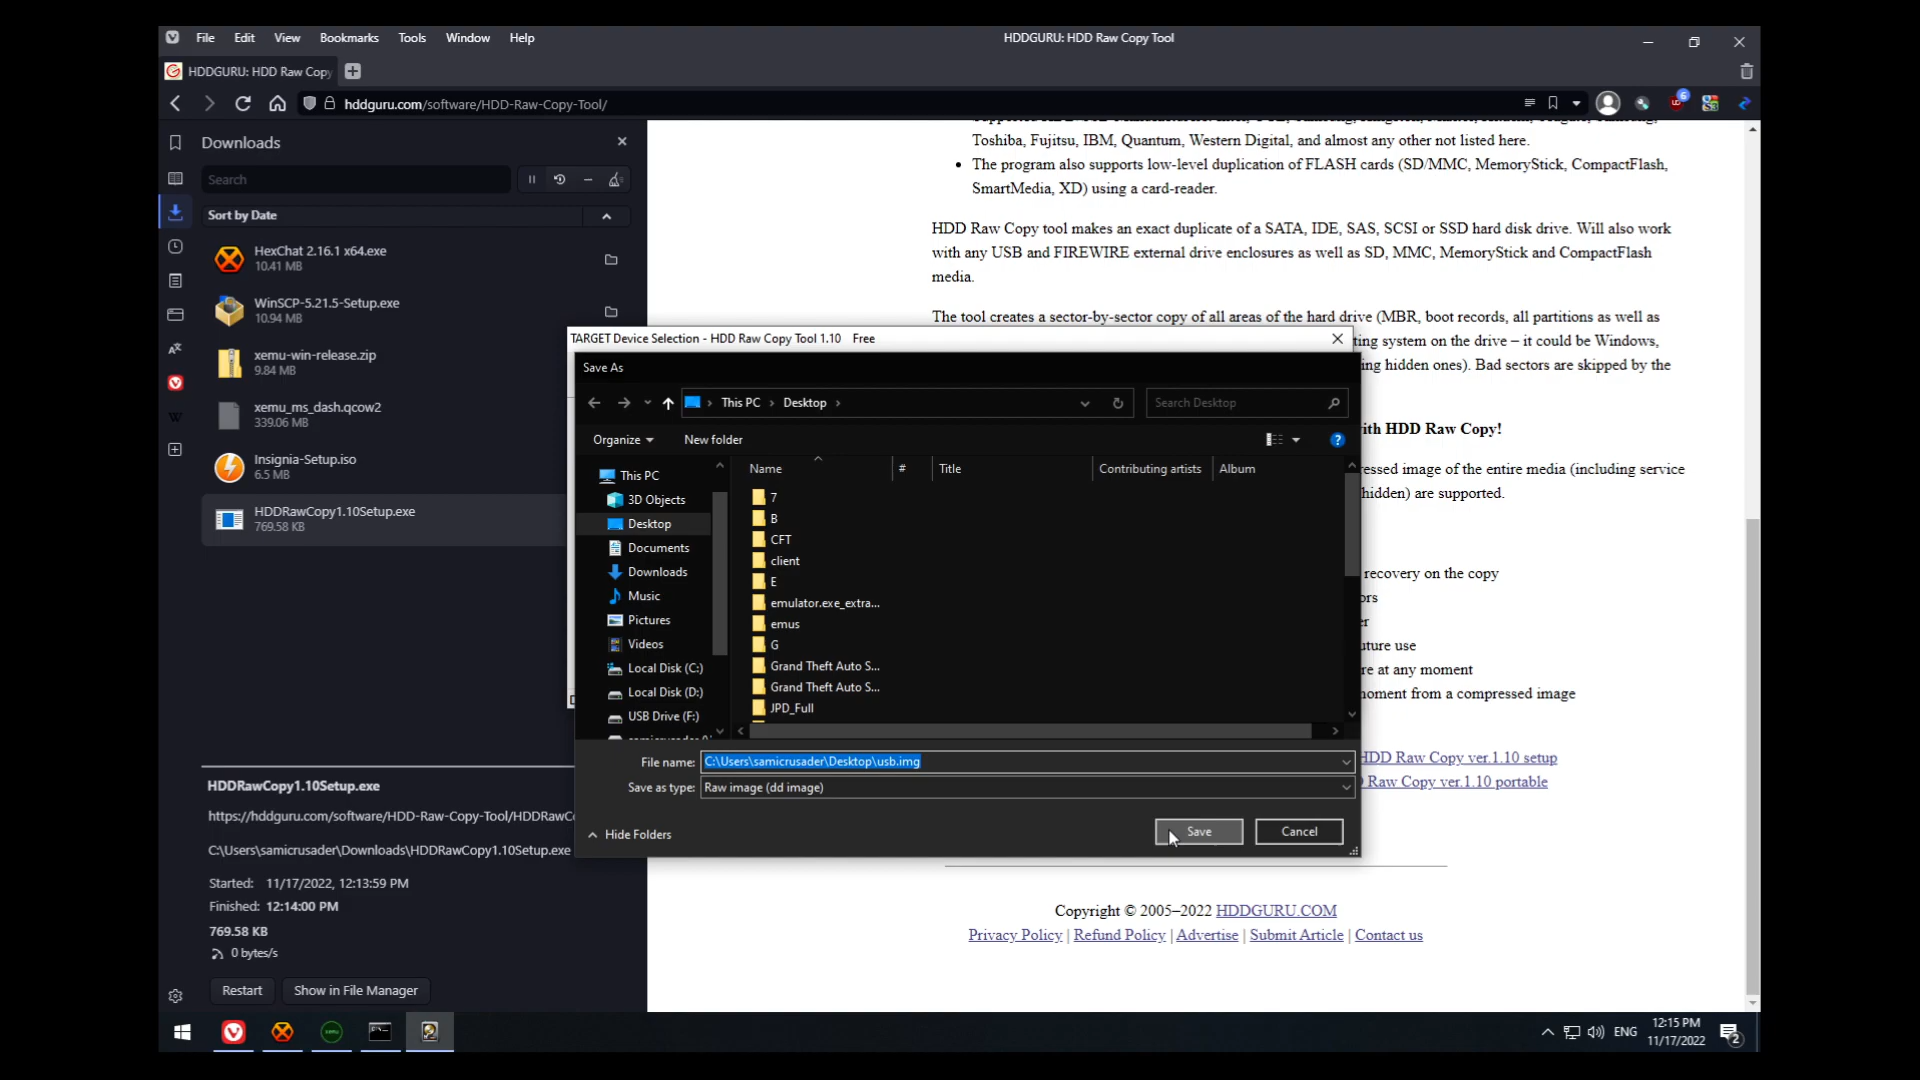 File Edit View Bookmarks Tools Window Help
HDDGURU: HDD Raw Copy Tool
HDDGURU: HDD Raw Copy
hddguru.com/software/HDD-Raw-Copy-Tool/
6
Downloads
Search
Sort by Date
HexChat 2.16.1 x64.exe
10.41 MB
WinSCP-5.21.5-Setup.exe
10.94 MB
xemu-win-release.zip
9.84 MB
xemu_ms_dash.qcow2
339.06 MB
Insignia-Setup.iso
6.5 MB
HDDRawCopy1.10Setup.exe
769.58 KB
HDDRawCopy1.10Setup.exe
https://hddguru.com/software/HDD-Raw-Copy-Tool/HDDRawCo
C:\Users\samicrusader\Downloads\HDDRawCopy1.10Setup.exe
Started: 11/17/2022, 12:13:59 PM
Finished: 12:14:00 PM
769.58 KB
0 bytes/s
Restart Show in File Manager
Toshiba, Fujitsu, IBM, Quantum, Western Digital, and almost any other not listed here.
The program also supports low-level duplication of FLASH cards (SD/MMC, MemoryStick, CompactFlash,
SmartMedia, XD) using a card-reader.
HDD Raw Copy tool makes an exact duplicate of a SATA, IDE, SAS, SCSI or SSD hard disk drive. Will also work
with any USB and FIREWIRE external drive enclosures as well as SD, MMC, MemoryStick and CompactFlash
media.
The tool creates a sector-by-sector copy of all areas of the hard drive (MBR, boot records, all partitions as well as
ting system on the drive – it could be Windows,
ing hidden ones). Bad sectors are skipped by the
ith HDD Raw Copy!
ressed image of the entire media (including service
hidden) are supported.
recovery on the copy
ors
er
uture use
re at any moment
moment from a compressed image
HDD Raw Copy ver.1.10 setup
Raw Copy ver.1.10 portable
Copyright © 2005–2022 HDDGURU.COM
Privacy Policy | Refund Policy | Advertise | Submit Article | Contact us
TARGET Device Selection - HDD Raw Copy Tool 1.10 Free
Save As
This PC › Desktop ›
Search Desktop
Organize New folder
Name # Title Contributing artists Album
This PC
3D Objects
Desktop
Documents
Downloads
Music
Pictures
Videos
Local Disk (C:)
Local Disk (D:)
USB Drive (F:)
7
B
CFT
client
E
emulator.exe_extra...
emus
G
Grand Theft Auto S...
Grand Theft Auto S...
JPD_Full
File name: C:\Users\samicrusader\Desktop\usb.img
Save as type: Raw image (dd image)
Hide Folders
Save Cancel
ENG
12:15 PM
11/17/2022
2